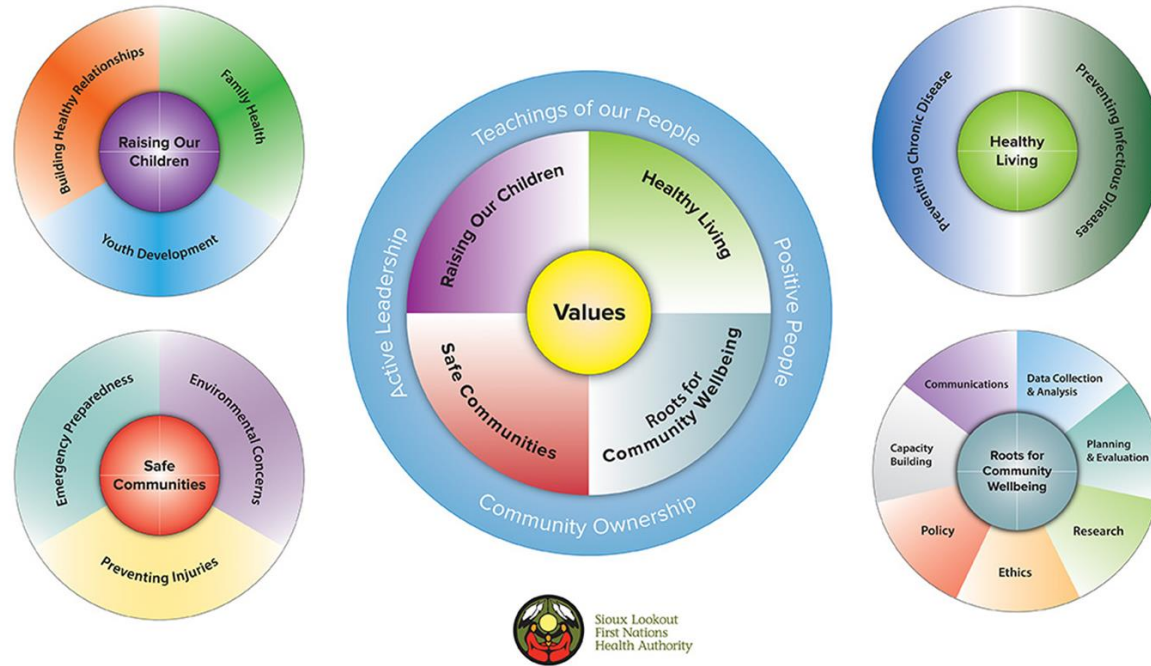 Building Healthy Relationships
Family Health
Raising Our
Children
Youth Development
Teachings of our People
Active Leadership
Positive People
Community Ownership
Raising Our Children
Healthy Living
Values
Safe Communities
Roots for
Community Wellbeing
Preventing Chronic Disease
Preventing Infectious
Diseases
Healthy
Living
Emergency Preparedness
Environmental Concerns
Safe
Communities
Preventing Injuries
Communications
Data Collection
& Analysis
Capacity
Building
Planning
& Evaluation
Roots for
Community
Wellbeing
Policy
Research
Ethics
Sioux Lookout
First Nations
Health Authority